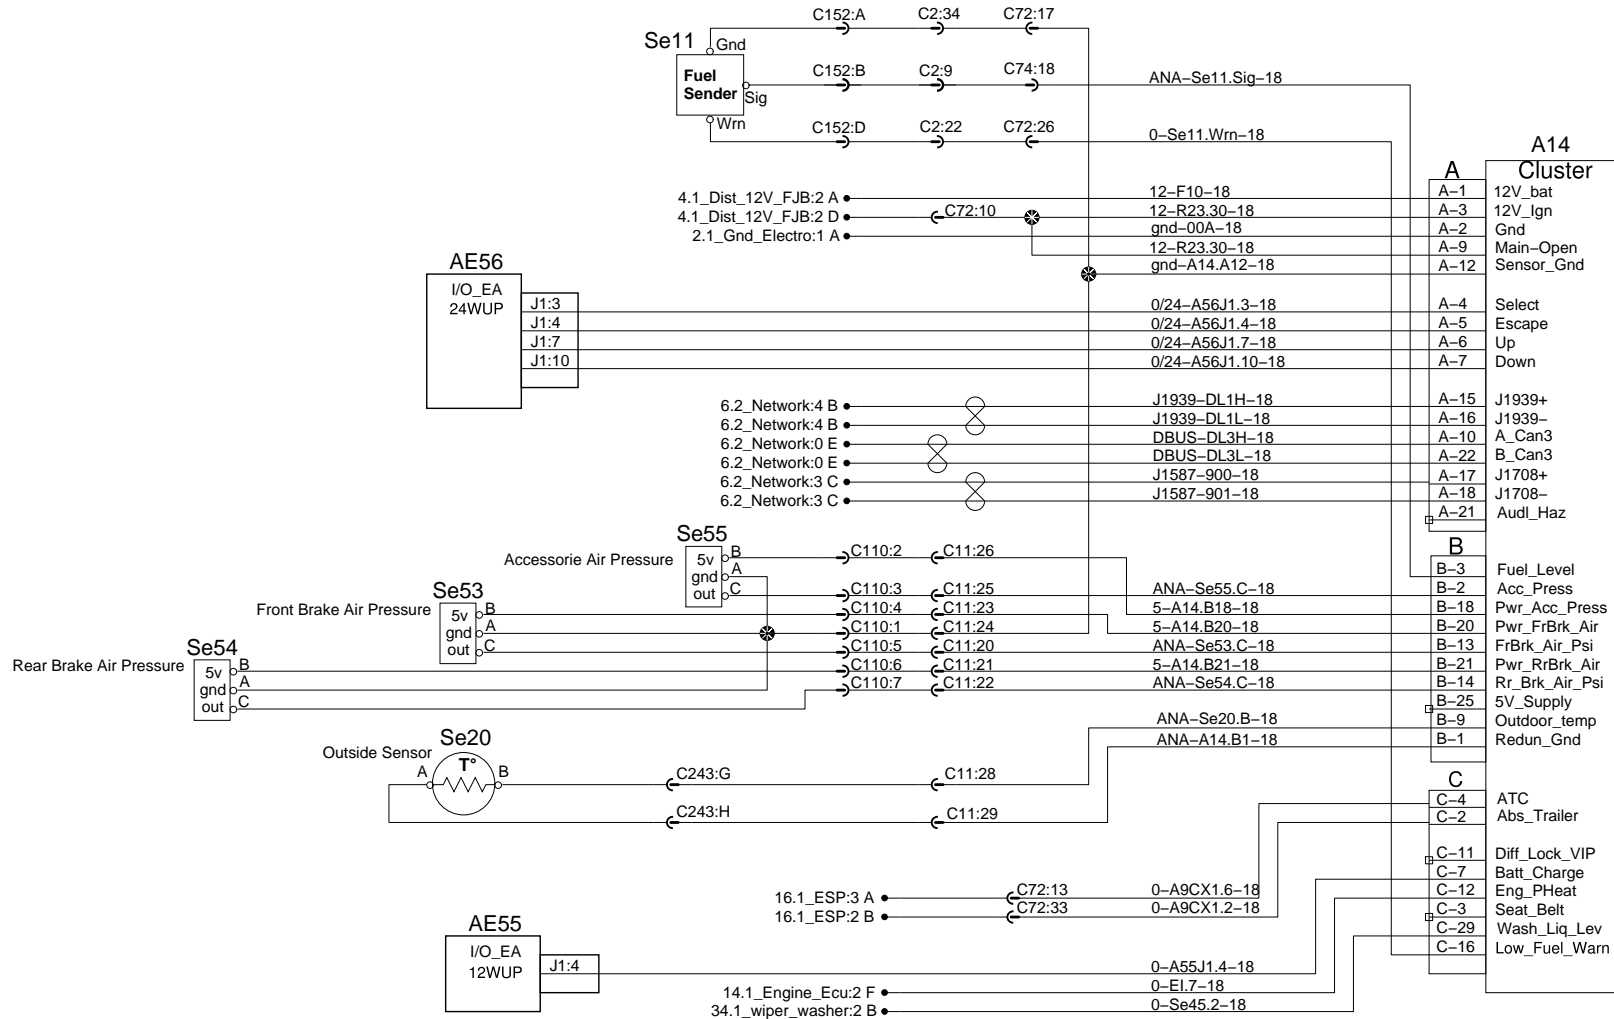 C152:A C2:34 C72:17
Se11 Gnd
Fuel
Sender
Sig
Wrn
C152:B C2:9 C74:18 ANA–Se11.Sig–18
C152:D C2:22 C72:26 0–Se11.Wrn–18
A14
Cluster
A
4.1_Dist_12V_FJB:2 A 12–F10–18 A–1 12V_bat
4.1_Dist_12V_FJB:2 D C72:10 12–R23.30–18 A–3 12V_Ign
2.1_Gnd_Electro:1 A gnd–00A–18 A–2 Gnd
12–R23.30–18 A–9 Main–Open
gnd–A14.A12–18 A–12 Sensor_Gnd
AE56
I/O_EA
24WUP
J1:3 0/24–A56J1.3–18 A–4 Select
J1:4 0/24–A56J1.4–18 A–5 Escape
J1:7 0/24–A56J1.7–18 A–6 Up
J1:10 0/24–A56J1.10–18 A–7 Down
6.2_Network:4 B J1939–DL1H–18 A–15 J1939+
6.2_Network:4 B J1939–DL1L–18 A–16 J1939–
6.2_Network:0 E DBUS–DL3H–18 A–10 A_Can3
6.2_Network:0 E DBUS–DL3L–18 A–22 B_Can3
6.2_Network:3 C J1587–900–18 A–17 J1708+
6.2_Network:3 C J1587–901–18 A–18 J1708–
A–21 Audl_Haz
Se55
Accessorie Air Pressure 5v B C110:2 C11:26
gnd A
out C C110:3 C11:25 ANA–Se55.C–18
B
B–3 Fuel_Level
B–2 Acc_Press
Se53
Front Brake Air Pressure 5v B C110:4 C11:23 5–A14.B18–18 B–18 Pwr_Acc_Press
gnd A C110:1 C11:24 5–A14.B20–18 B–20 Pwr_FrBrk_Air
out C C110:5 C11:20 ANA–Se53.C–18 B–13 FrBrk_Air_Psi
Se54
Rear Brake Air Pressure 5v B C110:6 C11:21 5–A14.B21–18 B–21 Pwr_RrBrk_Air
gnd A C110:7 C11:22 ANA–Se54.C–18 B–14 Rr_Brk_Air_Psi
out C B–25 5V_Supply
ANA–Se20.B–18 B–9 Outdoor_temp
ANA–A14.B1–18 B–1 Redun_Gnd
Se20
Outside Sensor
T°
A B C243:G C11:28
C243:H C11:29
C
C–4 ATC
C–2 Abs_Trailer
C–11 Diff_Lock_VIP
C–7 Batt_Charge
16.1_ESP:3 A C72:13 0–A9CX1.6–18 C–12 Eng_PHeat
16.1_ESP:2 B C72:33 0–A9CX1.2–18 C–3 Seat_Belt
C–29 Wash_Liq_Lev
C–16 Low_Fuel_Warn
AE55
I/O_EA
12WUP
J1:4 0–A55J1.4–18
14.1_Engine_Ecu:2 F 0–EI.7–18
34.1_wiper_washer:2 B 0–Se45.2–18